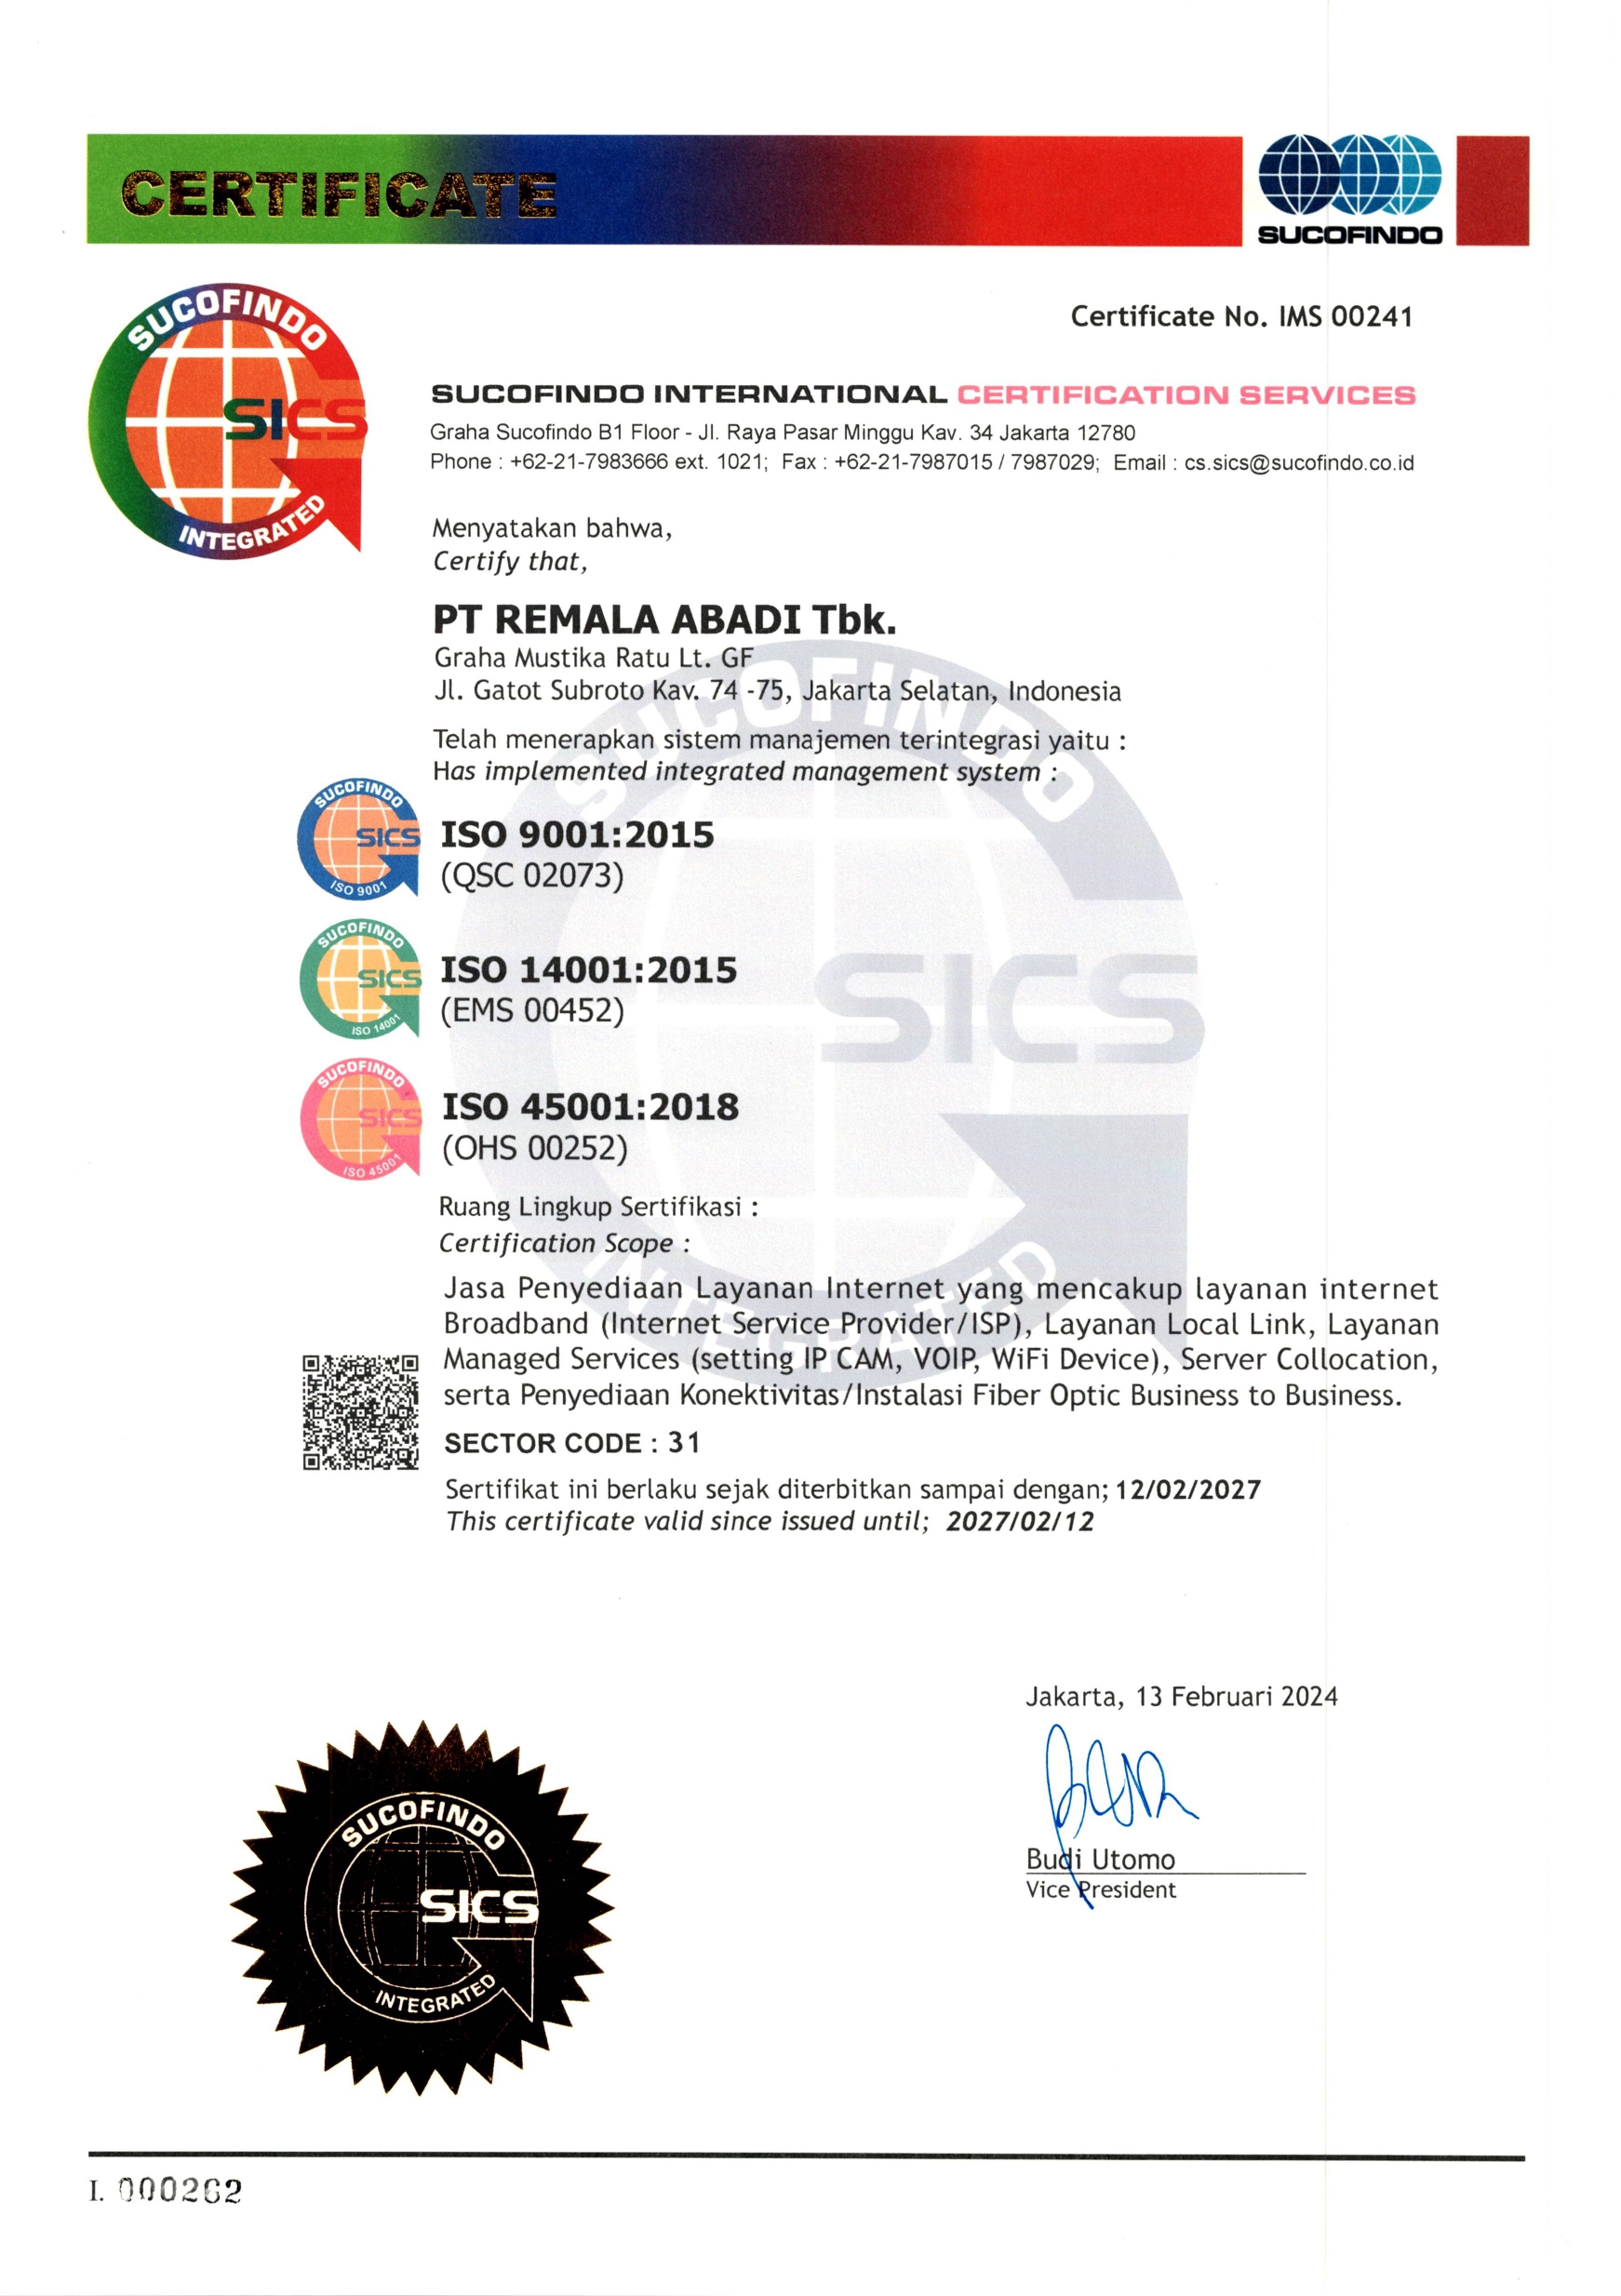 CERTIFICATE
SUCOFINDO
SUCOFINDO
SICS
INTEGRATED
Certificate No. IMS 00241
SUCOFINDO INTERNATIONAL CERTIFICATION SERVICES
Graha Sucofindo B1 Floor - Jl. Raya Pasar Minggu Kav. 34 Jakarta 12780
Phone : +62-21-7983666 ext. 1021; Fax : +62-21-7987015 / 7987029; Email : cs.sics@sucofindo.co.id
Menyatakan bahwa,
Certify that,
PT REMALA ABADI Tbk.
Graha Mustika Ratu Lt. GF
Jl. Gatot Subroto Kav. 74 -75, Jakarta Selatan, Indonesia
Telah menerapkan sistem manajemen terintegrasi yaitu :
Has implemented integrated management system :
SUCOFINDO
SICS
ISO 9001
ISO 9001:2015
(QSC 02073)
SUCOFINDO
SICS
ISO 14001
ISO 14001:2015
(EMS 00452)
SUCOFINDO
SICS
ISO 45001
ISO 45001:2018
(OHS 00252)
SUCOFINDO
SICS
INTEGRATED
Ruang Lingkup Sertifikasi :
Certification Scope :
Jasa Penyediaan Layanan Internet yang mencakup layanan internet
Broadband (Internet Service Provider/ISP), Layanan Local Link, Layanan
Managed Services (setting IP CAM, VOIP, WiFi Device), Server Collocation,
serta Penyediaan Konektivitas/Instalasi Fiber Optic Business to Business.
SECTOR CODE : 31
Sertifikat ini berlaku sejak diterbitkan sampai dengan; 12/02/2027
This certificate valid since issued until; 2027/02/12
Jakarta, 13 Februari 2024
Budi Utomo
Vice President
SUCOFINDO
SICS
INTEGRATED
I. 000262